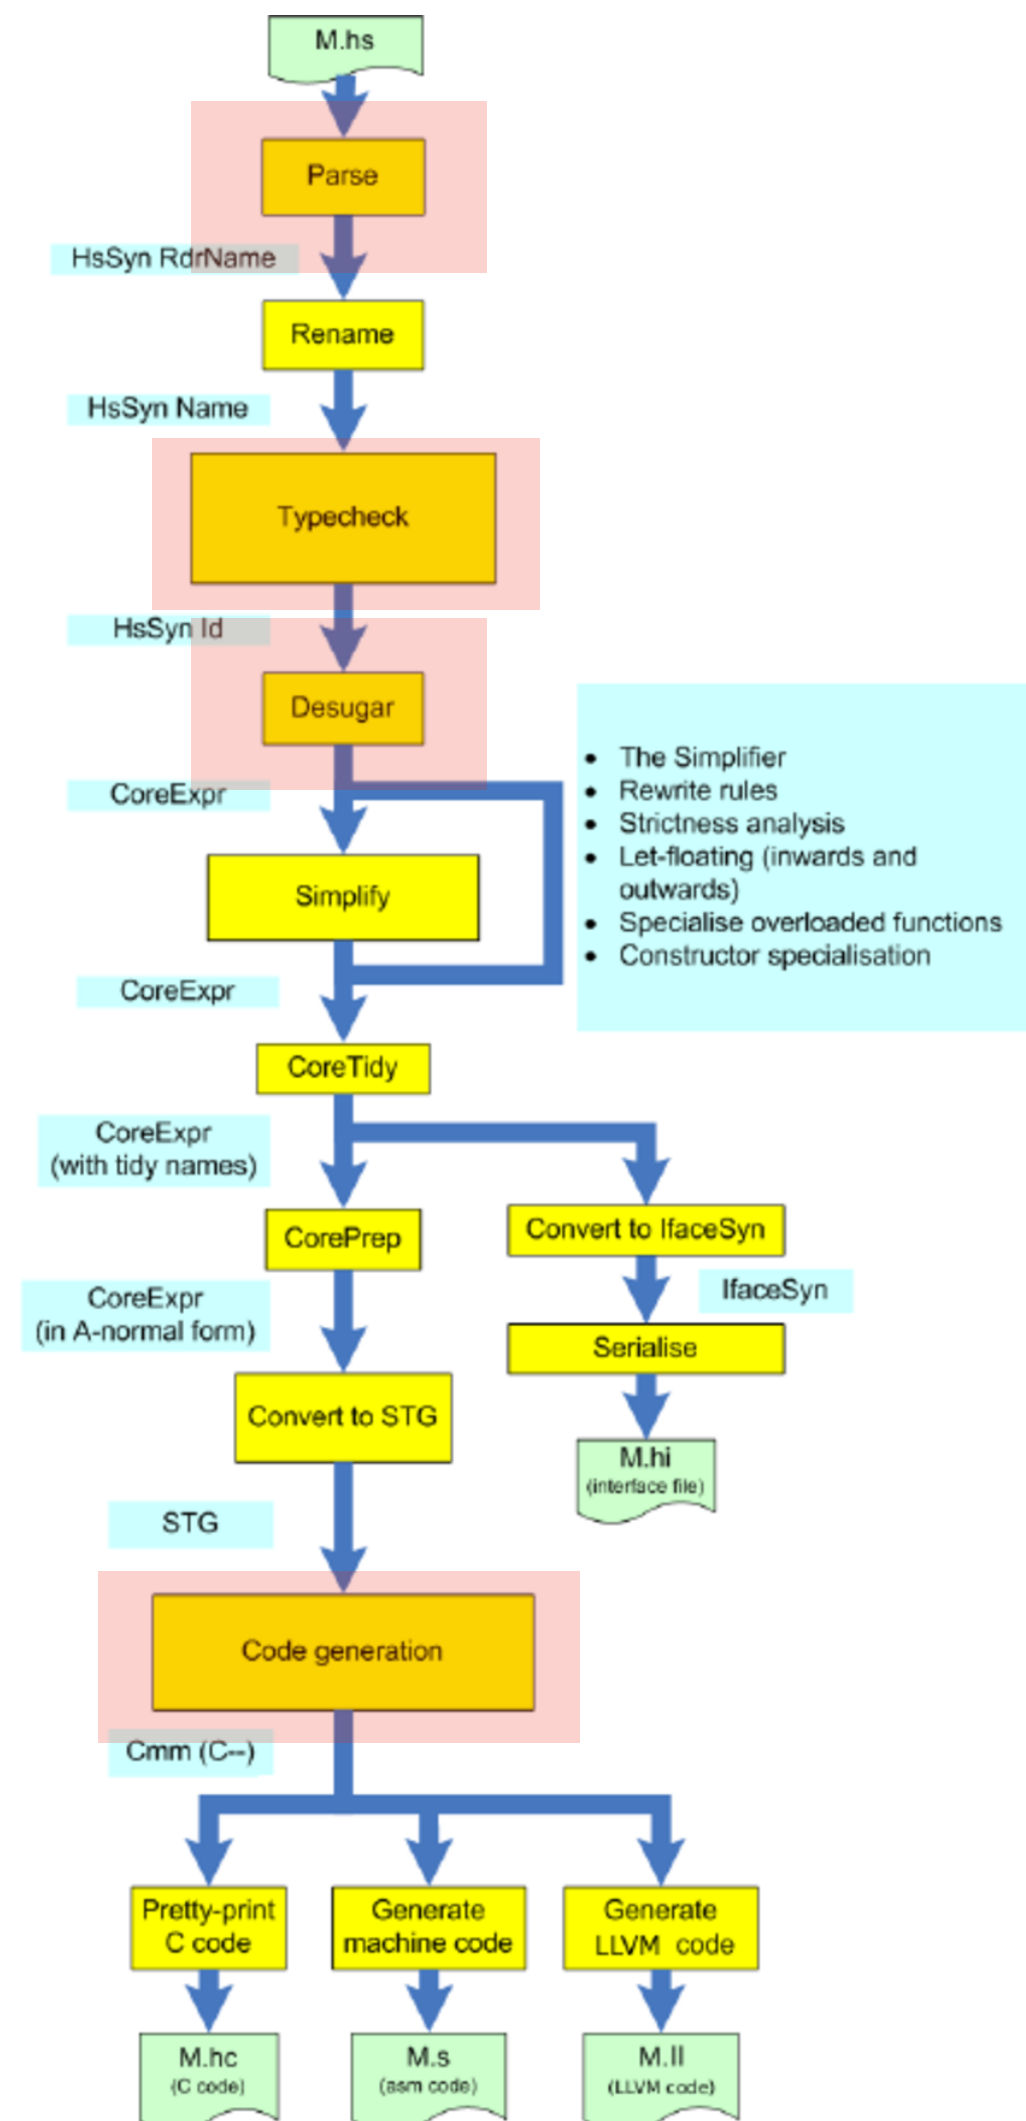 M.hs
Parse
HsSyn RdrName
Rename
HsSyn Name
Typecheck
HsSyn Id
Desugar
CoreExpr
Simplify
CoreExpr
• The Simplifier
• Rewrite rules
• Strictness analysis
• Let-floating (inwards and
outwards)
• Specialise overloaded functions
• Constructor specialisation
CoreTidy
CoreExpr
(with tidy names)
CorePrep
Convert to IfaceSyn
CoreExpr
(in A-normal form)
IfaceSyn
Serialise
Convert to STG
M.hi
(interface file)
STG
Code generation
Cmm (C--)
Pretty-print
C code
Generate
machine code
Generate
LLVM code
M.hc
(C code)
M.s
(asm code)
M.ll
(LLVM code)